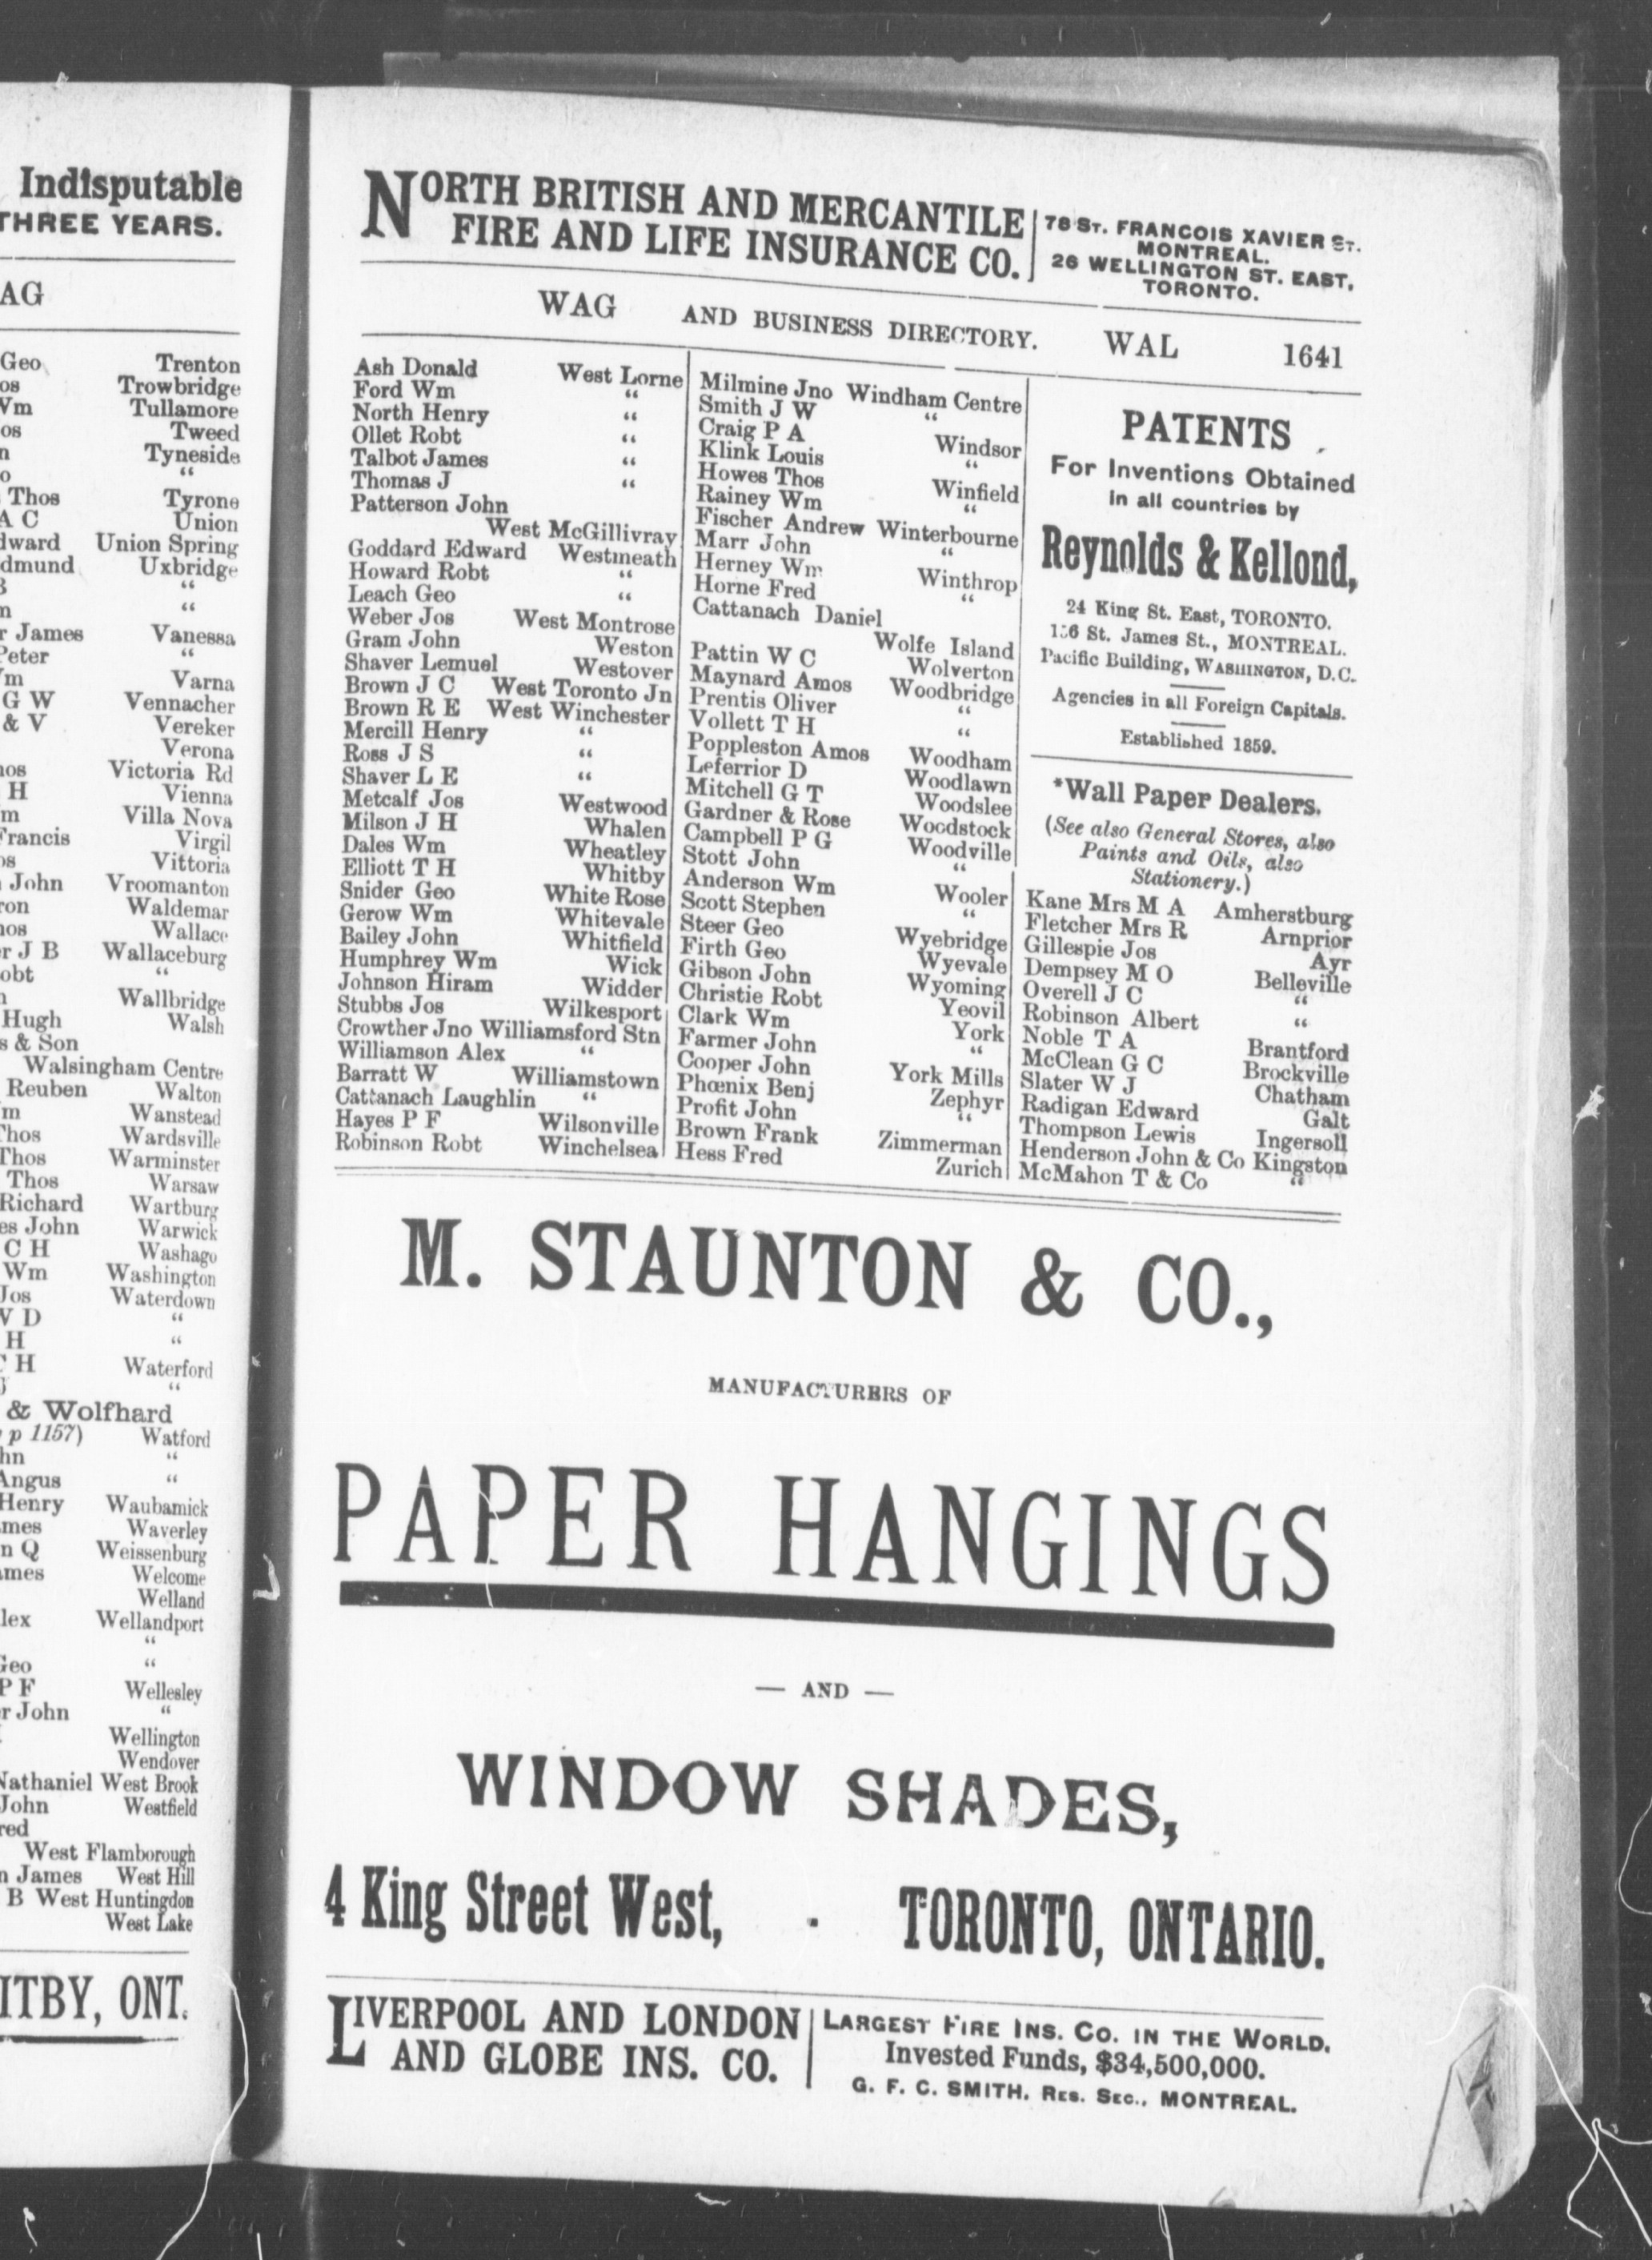 Indisputable
THREE YEARS.
AG
Geo Trenton
os Trowbridge
Wm Tullamore
os Tweed
n Tyneside
o "
Thos Tyrone
A C Union
dward Union Spring
dmund Uxbridge
B "
n "
r James Vanessa
Peter "
m Varna
G W Vennacher
& V Vereker
Verona
hos Victoria Rd
H Vienna
m Villa Nova
Francis Virgil
os Vittoria
John Vroomanton
ron Waldemar
hos Wallace
r J B Wallaceburg
obt "
n Wallbridge
Hugh Walsh
s & Son
Walsingham Centre
Reuben Walton
m Wanstead
Thos Wardsville
Thos Warminster
Thos Warsaw
Richard Wartburg
es John Warwick
C H Washago
Wm Washington
Jos Waterdown
W D "
H "
C H Waterford
"
& Wolfhard
p 1157) Watford
hn "
Angus "
Henry Waubamick
ames Waverley
n Q Weissenburg
ames Welcome
Welland
lex Wellandport
"
Geo "
P F Wellesley
r John "
Wellington
Wendover
Nathaniel West Brook
John Westfield
red
West Flamborough
n James West Hill
B West Huntingdon
West Lake
ITBY, ONT.
NORTH BRITISH AND MERCANTILE
FIRE AND LIFE INSURANCE CO.
78 ST. FRANCOIS XAVIER ST.
MONTREAL.
26 WELLINGTON ST. EAST,
TORONTO.
WAG AND BUSINESS DIRECTORY. WAL 1641
Ash Donald West Lorne
Ford Wm "
North Henry "
Ollet Robt "
Talbot James "
Thomas J "
Patterson John
West McGillivray
Goddard Edward Westmeath
Howard Robt "
Leach Geo "
Weber Jos West Montrose
Gram John Weston
Shaver Lemuel Westover
Brown J C West Toronto Jn
Brown R E West Winchester
Mercill Henry "
Ross J S "
Shaver L E "
Metcalf Jos Westwood
Milson J H Whalen
Dales Wm Wheatley
Elliott T H Whitby
Snider Geo White Rose
Gerow Wm Whitevale
Bailey John Whitfield
Humphrey Wm Wick
Johnson Hiram Widder
Stubbs Jos Wilkesport
Crowther Jno Williamsford Stn
Williamson Alex "
Barratt W Williamstown
Cattanach Laughlin "
Hayes P F Wilsonville
Robinson Robt Winchelsea
Milmine Jno Windham Centre
Smith J W "
Craig P A Windsor
Klink Louis "
Howes Thos Winfield
Rainey Wm "
Fischer Andrew Winterbourne
Marr John "
Herney Wm Winthrop
Horne Fred "
Cattanach Daniel
Wolfe Island
Pattin W C Wolverton
Maynard Amos Woodbridge
Prentis Oliver "
Vollett T H "
Poppleston Amos Woodham
Leferrior D Woodlawn
Mitchell G T Woodslee
Gardner & Rose Woodstock
Campbell P G Woodville
Stott John "
Anderson Wm Wooler
Scott Stephen "
Steer Geo Wyebridge
Firth Geo Wyevale
Gibson John Wyoming
Christie Robt Yeovil
Clark Wm York
Farmer John "
Cooper John York Mills
Phœnix Benj Zephyr
Profit John "
Brown Frank Zimmerman
Hess Fred Zurich
PATENTS
For Inventions Obtained
in all countries by
Reynolds & Kellond,
24 King St. East, TORONTO.
156 St. James St., MONTREAL.
Pacific Building, WASHINGTON, D.C.
Agencies in all Foreign Capitals.
Established 1859.
*Wall Paper Dealers.
(See also General Stores, also
Paints and Oils, also
Stationery.)
Kane Mrs M A Amherstburg
Fletcher Mrs R Arnprior
Gillespie Jos Ayr
Dempsey M O Belleville
Overell J C "
Robinson Albert "
Noble T A Brantford
McClean G C Brockville
Slater W J Chatham
Radigan Edward Galt
Thompson Lewis Ingersoll
Henderson John & Co Kingston
McMahon T & Co "
M. STAUNTON & CO.,
MANUFACTURERS OF
PAPER HANGINGS
— AND —
WINDOW SHADES,
4 King Street West, - TORONTO, ONTARIO.
LIVERPOOL AND LONDON
AND GLOBE INS. CO.
LARGEST FIRE INS. CO. IN THE WORLD.
Invested Funds, $34,500,000.
G. F. C. SMITH, RES. SEC., MONTREAL.